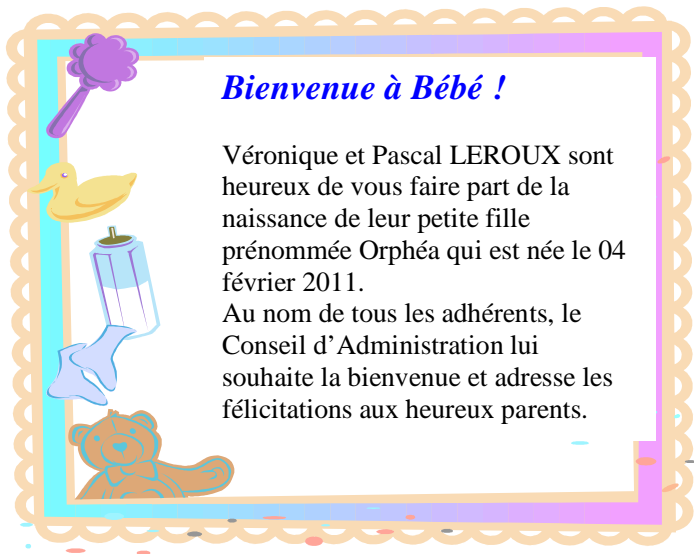 Bienvenue à Bébé !
Véronique et Pascal LEROUX sont
heureux de vous faire part de la
naissance de leur petite fille
prénommée Orphéa qui est née le 04
février 2011.
Au nom de tous les adhérents, le
Conseil d’Administration lui
souhaite la bienvenue et adresse les
félicitations aux heureux parents.